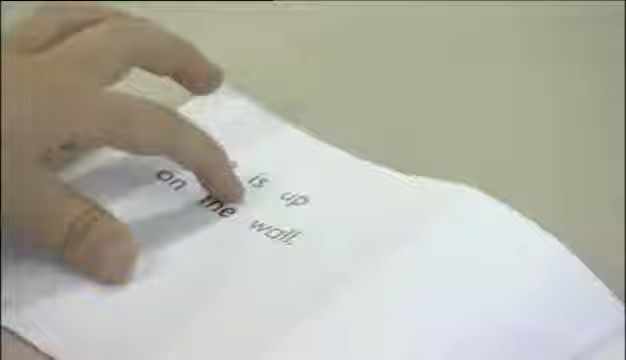 is up
on the wall,